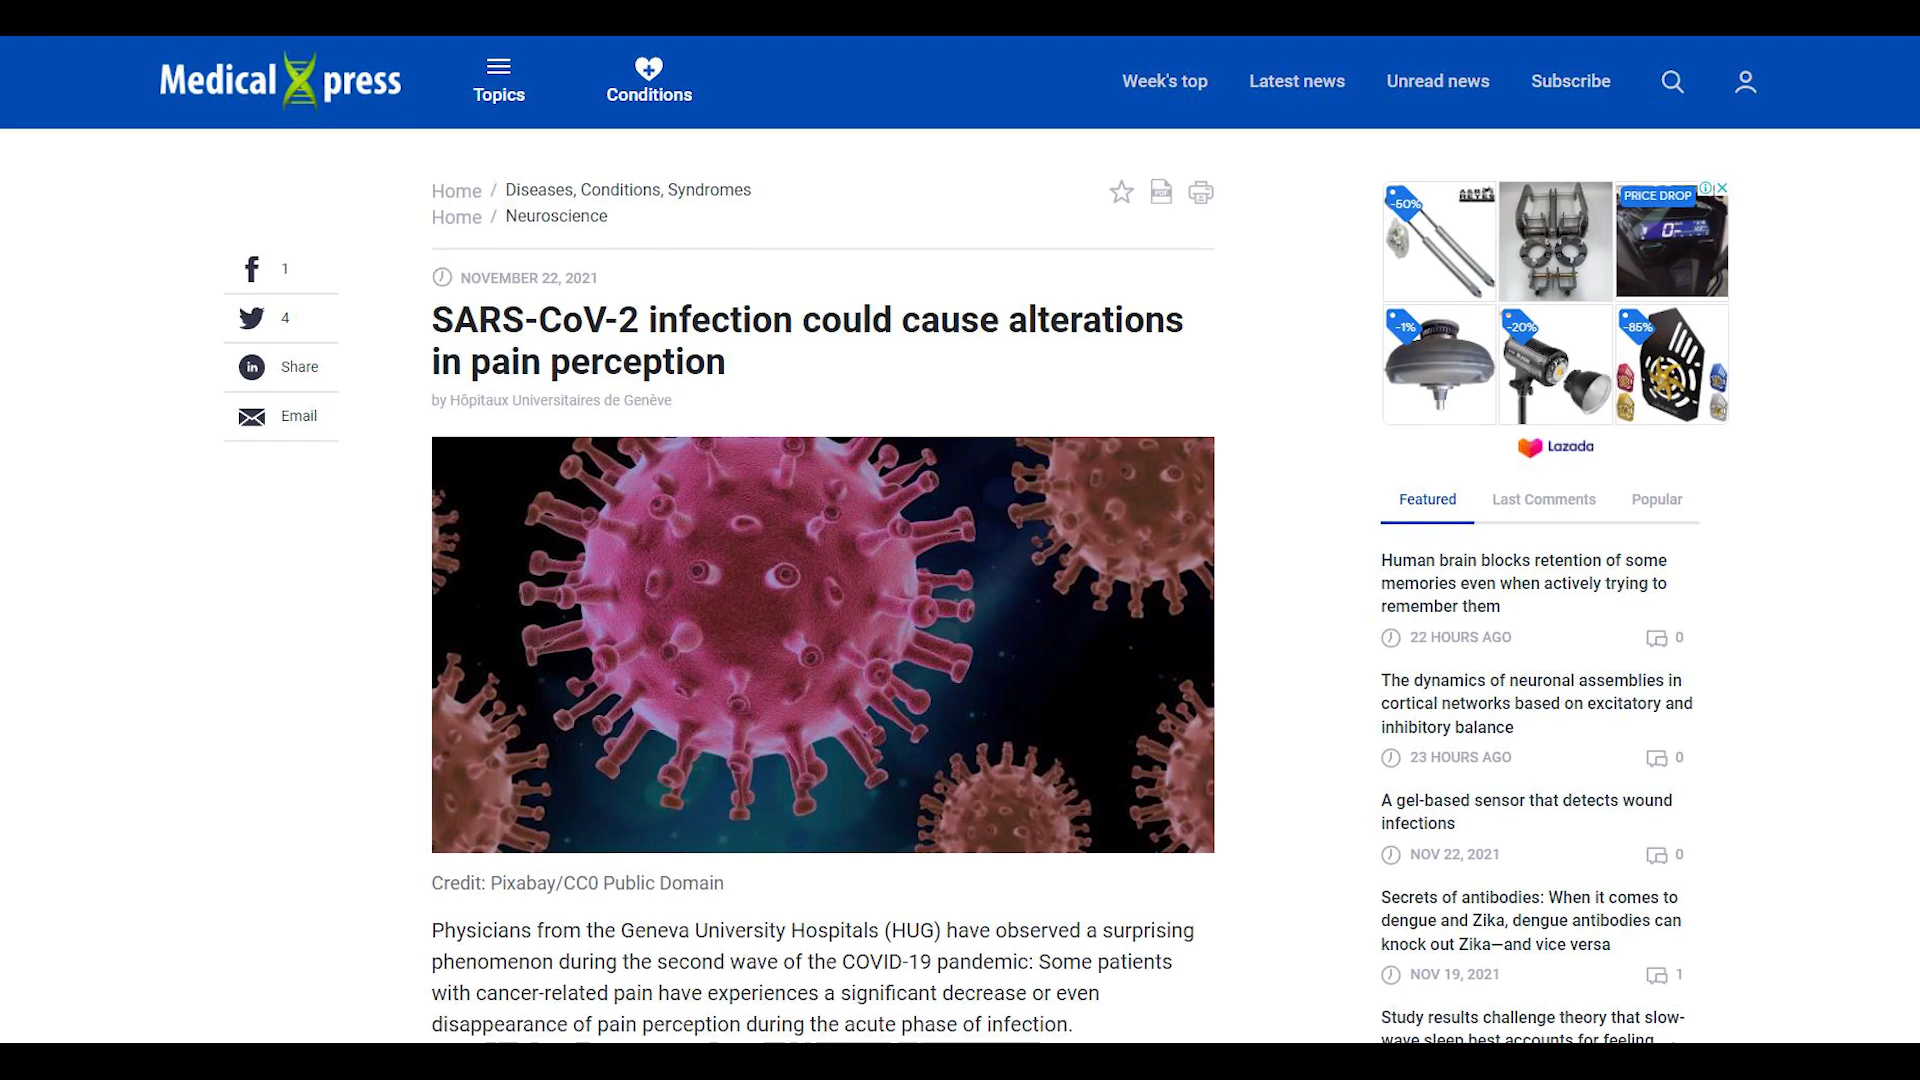 Medical Xpress
Topics
Conditions
Week's top
Latest news
Unread news
Subscribe
Home / Diseases, Conditions, Syndromes
Home / Neuroscience
PDF
1
4
in Share
Email
NOVEMBER 22, 2021
SARS-CoV-2 infection could cause alterations
in pain perception
by Hôpitaux Universitaires de Genève
Credit: Pixabay/CC0 Public Domain
Physicians from the Geneva University Hospitals (HUG) have observed a surprising
phenomenon during the second wave of the COVID-19 pandemic: Some patients
with cancer-related pain have experiences a significant decrease or even
disappearance of pain perception during the acute phase of infection.
-50%
PRICE DROP
-1%
-20%
-85%
Lazada
Featured
Last Comments
Popular
Human brain blocks retention of some
memories even when actively trying to
remember them
22 HOURS AGO
0
The dynamics of neuronal assemblies in
cortical networks based on excitatory and
inhibitory balance
23 HOURS AGO
0
A gel-based sensor that detects wound
infections
NOV 22, 2021
0
Secrets of antibodies: When it comes to
dengue and Zika, dengue antibodies can
knock out Zika—and vice versa
NOV 19, 2021
1
Study results challenge theory that slow-
wave sleep best accounts for feeling